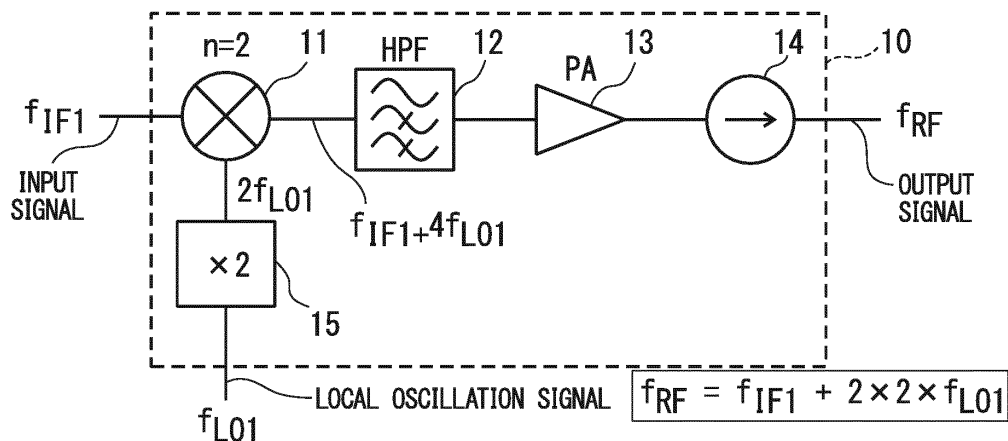 n=2
11
HPF
12
PA
13
14
10
fIF1
fRF
INPUT
SIGNAL
2fLO1
fIF1+4fLO1
OUTPUT
SIGNAL
×2
15
LOCAL OSCILLATION SIGNAL
fLO1
fRF = fIF1 + 2×2×fLO1